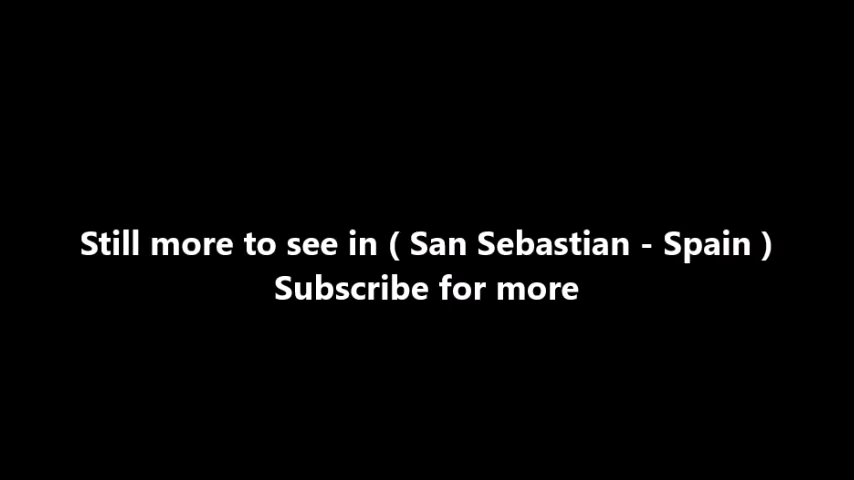 Still more to see in ( San Sebastian - Spain )
Subscribe for more